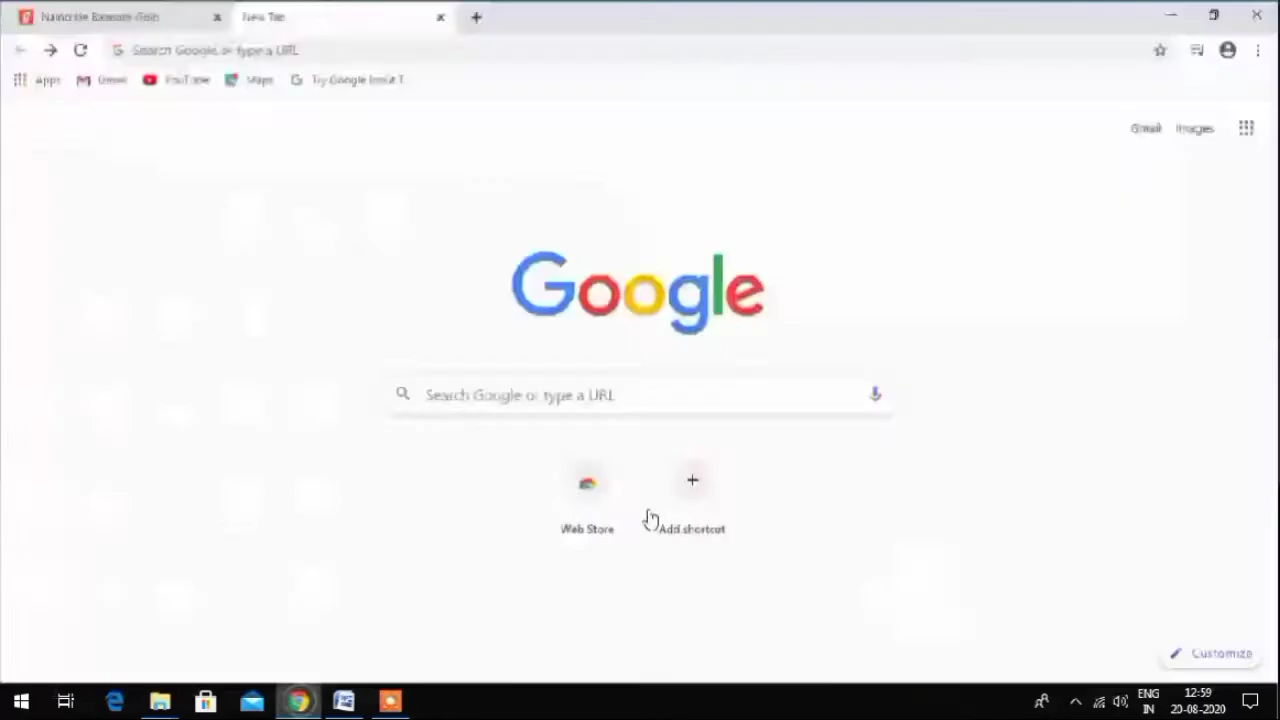 New Tab
Search Google or type a URL
Apps
Gmail
YouTube
Maps
Gmail
Images
Google
Search Google or type a URL
Web Store
Add shortcut
Customize
ENG
12:59
IN
20-08-2020